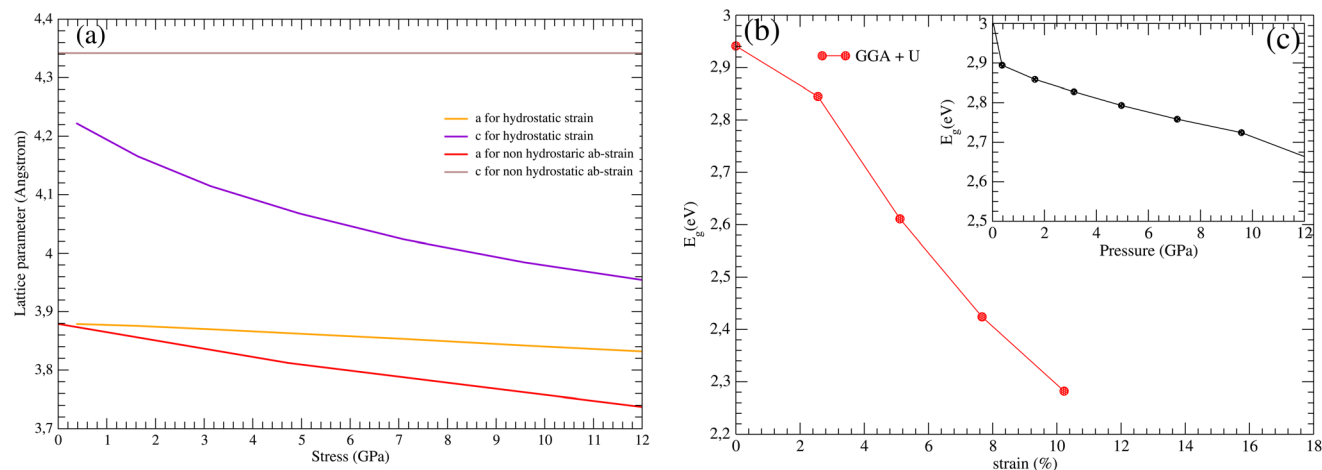 (a)
4,4
4,3
4,2
4,1
4
3,9
3,8
3,7
Lattice parameter (Angstrom)
a for hydrostatic strain
c for hydrostatic strain
a for non hydrostaric ab-strain
c for non hydrostatic ab-strain
0 1 2 3 4 5 6 7 8 9 10 11 12
Stress (GPa)
(b)
3
2,9
2,8
2,7
2,6
2,5
2,4
2,3
2,2
Eg(eV)
GGA + U
0 2 4 6 8 10 12 14 16 18
strain (%)
(c)
3
2,9
2,8
2,7
2,6
2,5
Eg(eV)
0 2 4 6 8 10 12
Pressure (GPa)